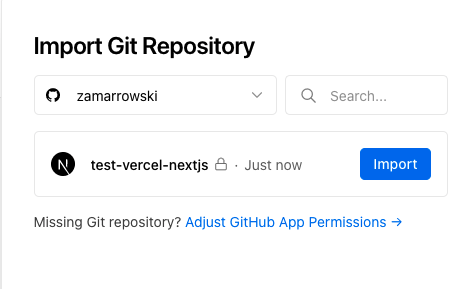 Import Git Repository
zamarrowski
Search...
N
test-vercel-nextjs · Just now
Import
Missing Git repository? Adjust GitHub App Permissions →